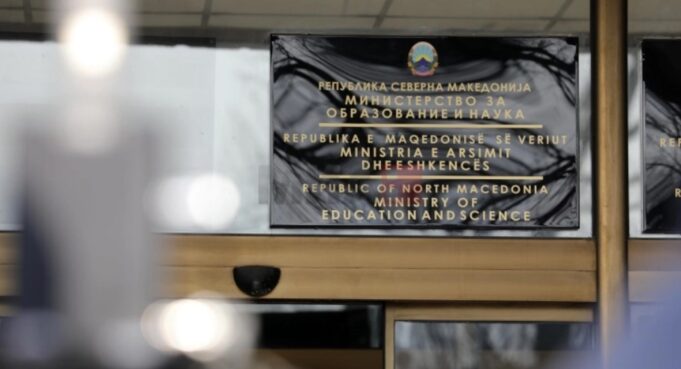 РЕПУБЛИКА СЕВЕРНА МАКЕДОНИЈА
МИНИСТЕРСТВО ЗА
ОБРАЗОВАНИЕ И НАУКА
REPUBLIKA E MAQEDONISË SË VERIUT
MINISTRIA E ARSIMIT
DHE E SHKENCËS
REPUBLIC OF NORTH MACEDONIA
MINISTRY OF
EDUCATION AND SCIENCE